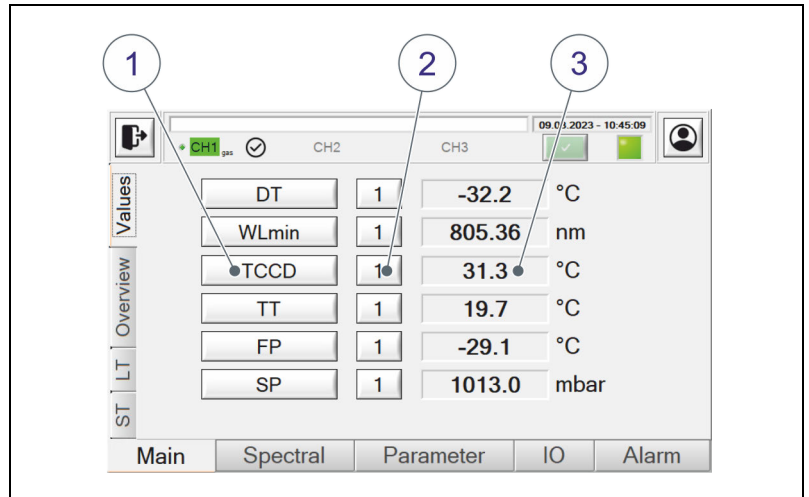 1 2 3
09.03.2023 - 10:45:09
CH1 gas CH2 CH3
Values
Overview
LT
ST
DT 1 -32.2 °C
WLmin 1 805.36 nm
TCCD 1 31.3 °C
TT 1 19.7 °C
FP 1 -29.1 °C
SP 1 1013.0 mbar
Main Spectral Parameter IO Alarm